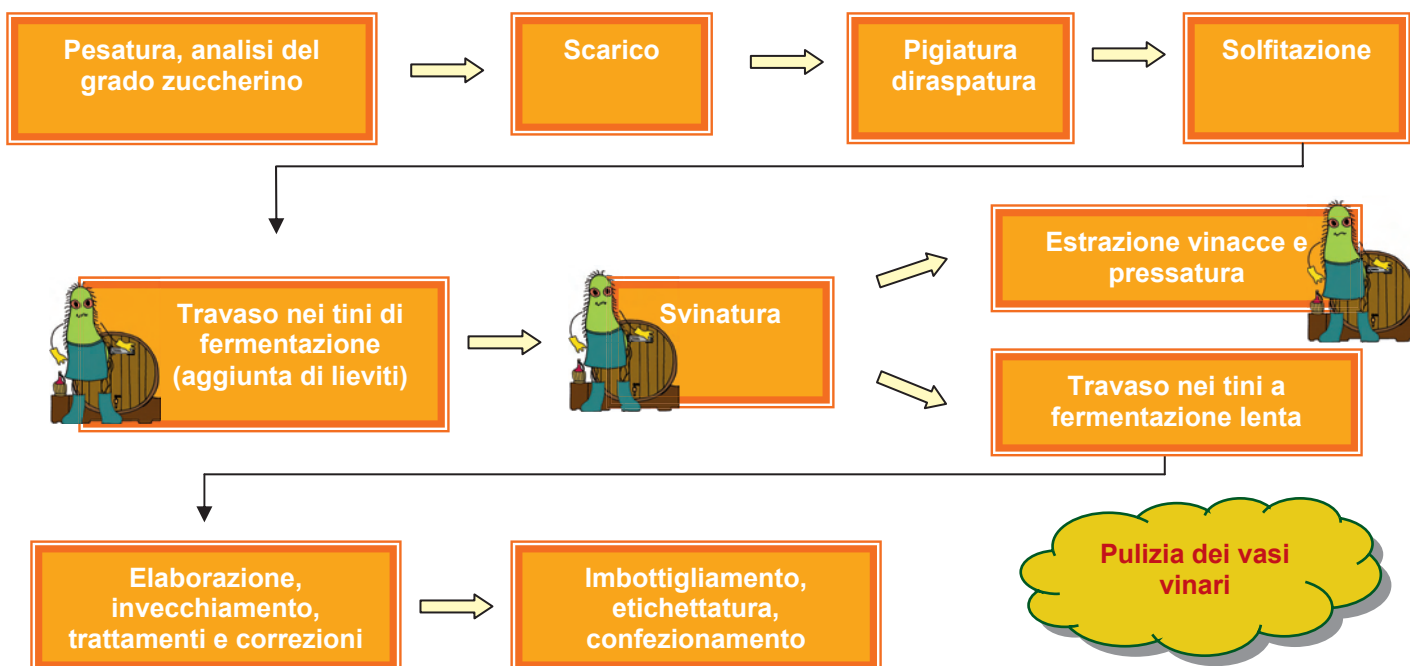 Pesatura, analisi del
grado zuccherino
Scarico
Pigiatura
diraspatura
Solfitazione
Travaso nei tini di
fermentazione
(aggiunta di lieviti)
Svinatura
Estrazione vinacce e
pressatura
Travaso nei tini a
fermentazione lenta
Elaborazione,
invecchiamento,
trattamenti e correzioni
Imbottigliamento,
etichettatura,
confezionamento
Pulizia dei vasi
vinari